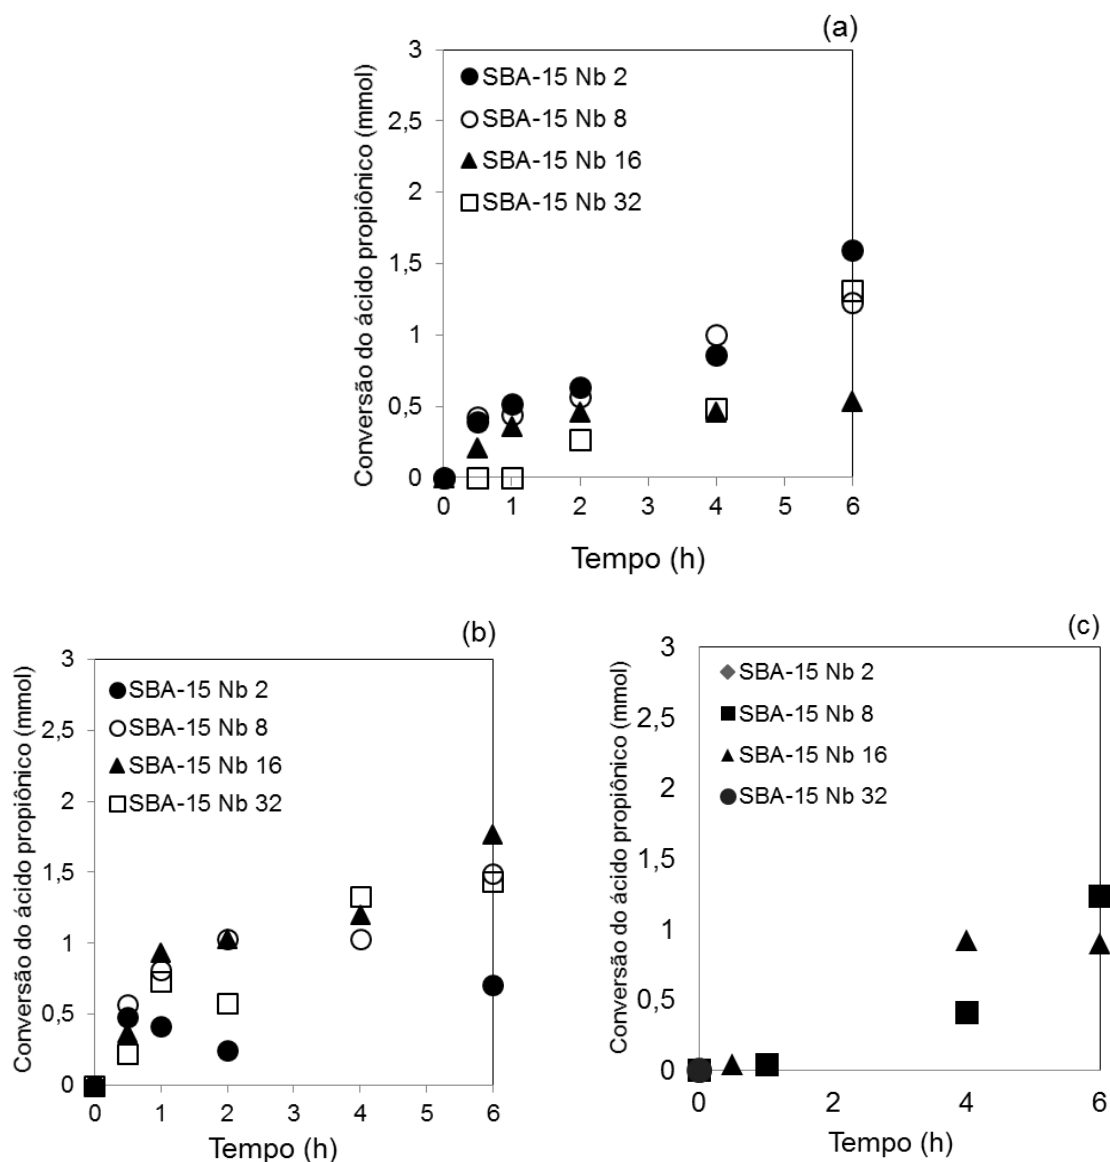 (a)
Conversão do ácido propiônico (mmol)
3
2,5
2
1,5
1
0,5
0
SBA-15 Nb 2
SBA-15 Nb 8
SBA-15 Nb 16
SBA-15 Nb 32
0 1 2 3 4 5 6
Tempo (h)
(b)
Conversão do ácido propiônico (mmol)
3
2,5
2
1,5
1
0,5
0
SBA-15 Nb 2
SBA-15 Nb 8
SBA-15 Nb 16
SBA-15 Nb 32
0 1 2 3 4 5 6
Tempo (h)
(c)
Conversão do ácido propiônico (mmol)
3
2,5
2
1,5
1
0,5
0
SBA-15 Nb 2
SBA-15 Nb 8
SBA-15 Nb 16
SBA-15 Nb 32
0 2 4 6
Tempo (h)